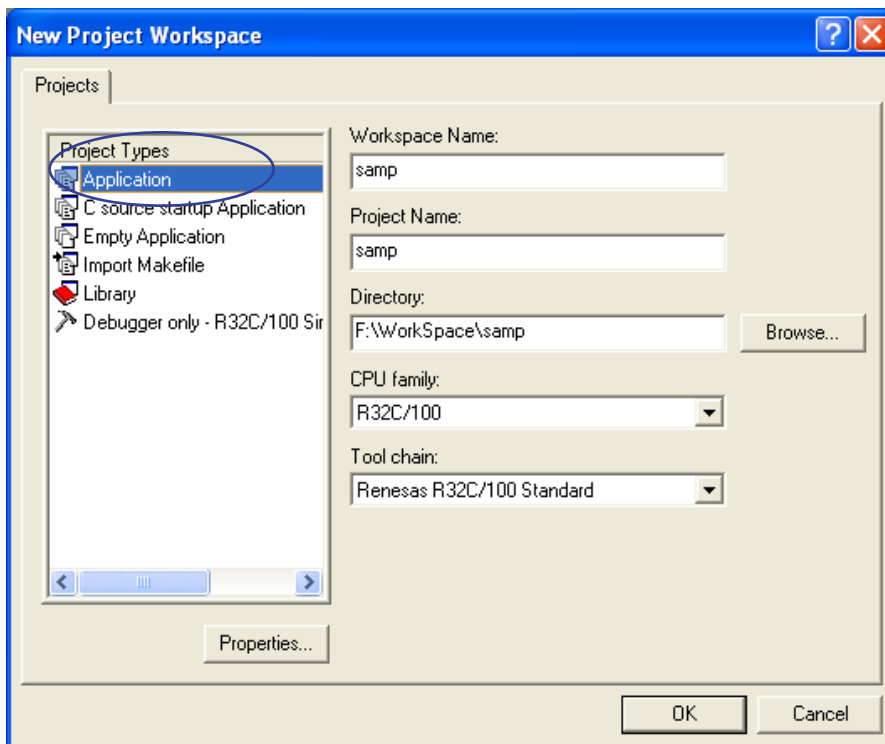 New Project Workspace
Projects
Project Types
Application
C source startup Application
Empty Application
Import Makefile
Library
Debugger only - R32C/100 Sir
Properties...
Workspace Name:
samp
Project Name:
samp
Directory:
F:\WorkSpace\samp
Browse...
CPU family:
R32C/100
Tool chain:
Renesas R32C/100 Standard
OK
Cancel